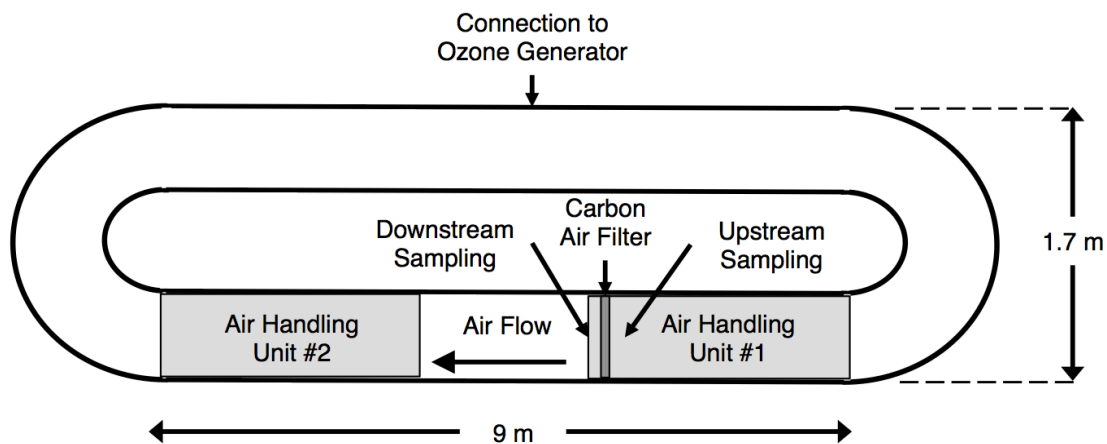 Connection to
Ozone Generator
Downstream
Sampling
Carbon
Air Filter
Upstream
Sampling
1.7 m
Air Handling
Unit #2
Air Flow
Air Handling
Unit #1
9 m